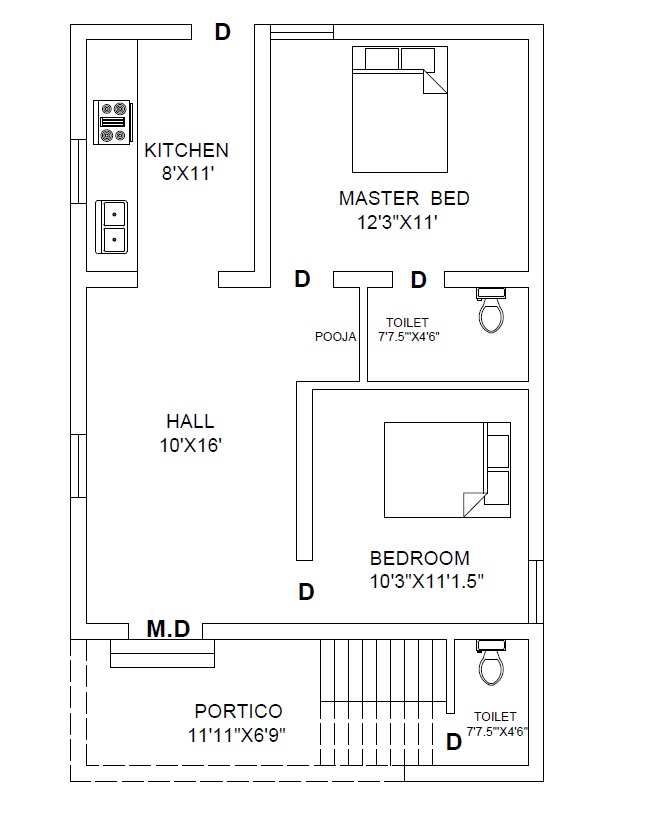 D
KITCHEN
8'X11'
MASTER BED
12'3"X11'
D
D
POOJA
TOILET
7'7.5"'X4'6"
HALL
10'X16'
BEDROOM
10'3"X11'1.5"
D
M.D
PORTICO
11'11"X6'9"
TOILET
7'7.5"'X4'6"
D